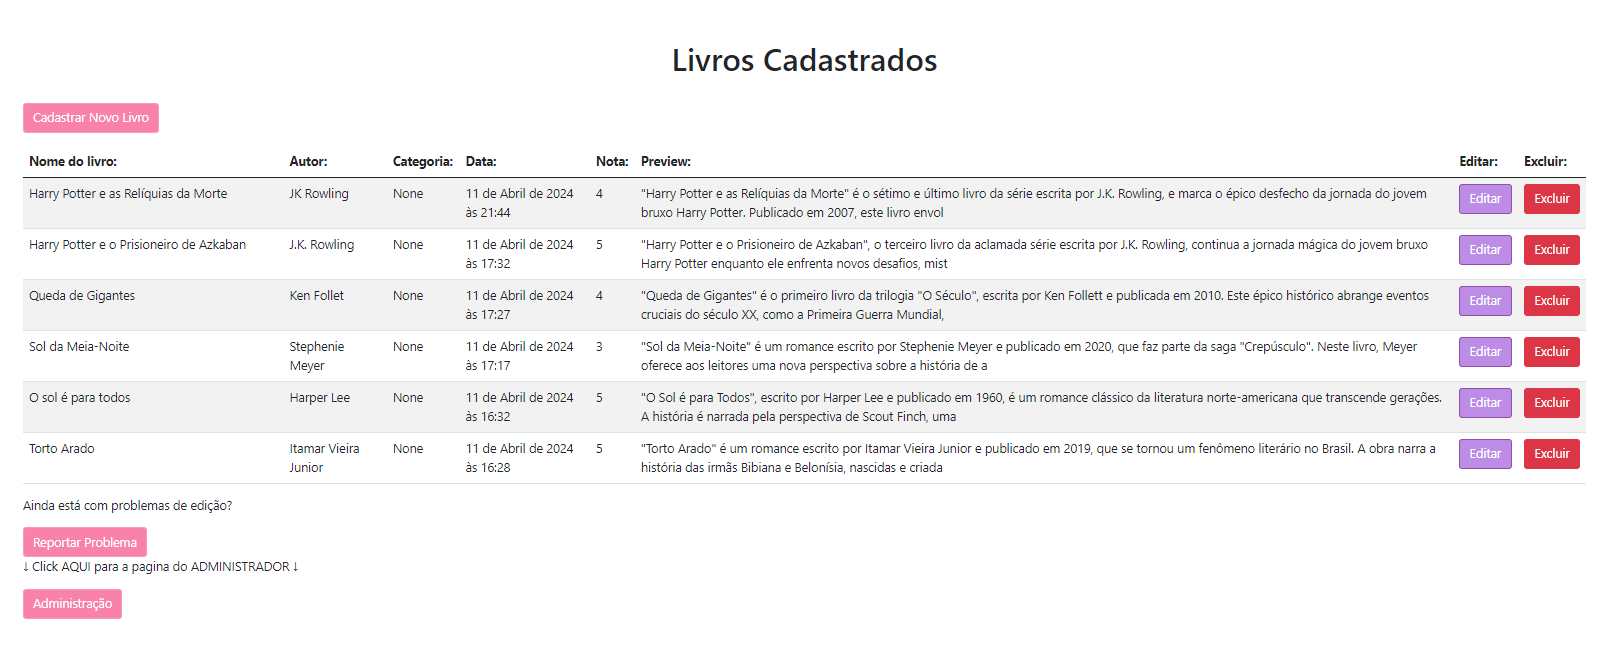 Livros Cadastrados
Cadastrar Novo Livro
Nome do livro: Autor: Categoria: Data: Nota: Preview: Editar: Excluir:
Harry Potter e as Relíquias da Morte JK Rowling None 11 de Abril de 2024 4 "Harry Potter e as Relíquias da Morte" é o sétimo e último livro da série escrita por J.K. Rowling, e marca o épico desfecho da jornada do jovem Editar Excluir
às 21:44 bruxo Harry Potter. Publicado em 2007, este livro envol
Harry Potter e o Prisioneiro de Azkaban J.K. Rowling None 11 de Abril de 2024 5 "Harry Potter e o Prisioneiro de Azkaban", o terceiro livro da aclamada série escrita por J.K. Rowling, continua a jornada mágica do jovem bruxo Editar Excluir
às 17:32 Harry Potter enquanto ele enfrenta novos desafios, mist
Queda de Gigantes Ken Follet None 11 de Abril de 2024 4 "Queda de Gigantes" é o primeiro livro da trilogia "O Século", escrita por Ken Follett e publicada em 2010. Este épico histórico abrange eventos Editar Excluir
às 17:27 cruciais do século XX, como a Primeira Guerra Mundial,
Sol da Meia-Noite Stephenie None 11 de Abril de 2024 3 "Sol da Meia-Noite" é um romance escrito por Stephenie Meyer e publicado em 2020, que faz parte da saga "Crepúsculo". Neste livro, Meyer Editar Excluir
Meyer às 17:17 oferece aos leitores uma nova perspectiva sobre a história de a
O sol é para todos Harper Lee None 11 de Abril de 2024 5 "O Sol é para Todos", escrito por Harper Lee e publicado em 1960, é um romance clássico da literatura norte-americana que transcende gerações. Editar Excluir
às 16:32 A história é narrada pela perspectiva de Scout Finch, uma
Torto Arado Itamar Vieira None 11 de Abril de 2024 5 "Torto Arado" é um romance escrito por Itamar Vieira Junior e publicado em 2019, que se tornou um fenômeno literário no Brasil. A obra narra a Editar Excluir
Junior às 16:28 história das irmãs Bibiana e Belonísia, nascidas e criada
Ainda está com problemas de edição?
Reportar Problema
↓ Click AQUI para a pagina do ADMINISTRADOR ↓
Administração